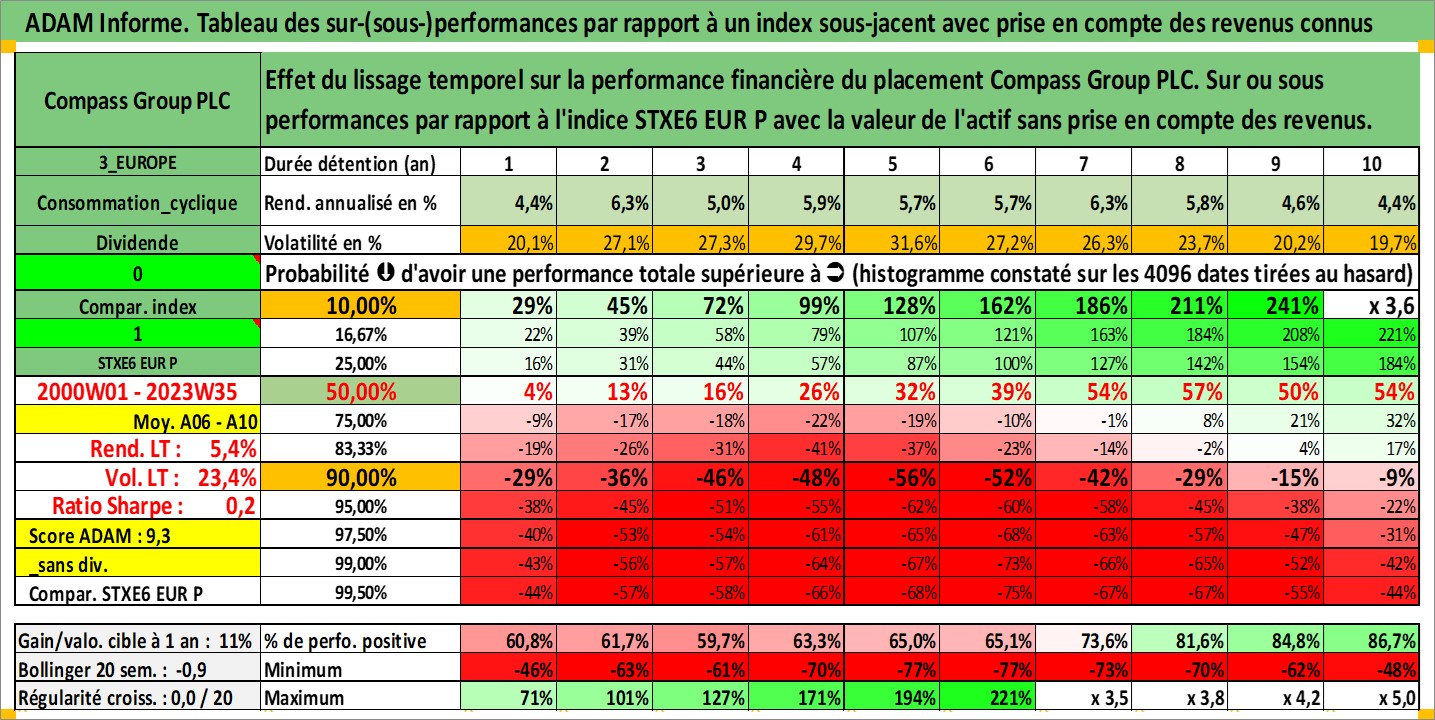 ADAM Informe. Tableau des sur-(sous-)performances par rapport à un index sous-jacent avec prise en compte des revenus connus
Compass Group PLC
Effet du lissage temporel sur la performance financière du placement Compass Group PLC. Sur ou sous
performances par rapport à l'indice STXE6 EUR P avec la valeur de l'actif sans prise en compte des revenus.
3_EUROPE Durée détention (an) 1 2 3 4 5 6 7 8 9 10
Consommation_cyclique Rend. annualisé en % 4,4% 6,3% 5,0% 5,9% 5,7% 5,7% 6,3% 5,8% 4,6% 4,4%
Dividende Volatilité en % 20,1% 27,1% 27,3% 29,7% 31,6% 27,2% 26,3% 23,7% 20,2% 19,7%
0 Probabilité d'avoir une performance totale supérieure à (histogramme constaté sur les 4096 dates tirées au hasard)
Compar. index 10,00% 29% 45% 72% 99% 128% 162% 186% 211% 241% x 3,6
1 16,67% 22% 39% 58% 79% 107% 121% 163% 184% 208% 221%
STXE6 EUR P 25,00% 16% 31% 44% 57% 87% 100% 127% 142% 154% 184%
2000W01 - 2023W35 50,00% 4% 13% 16% 26% 32% 39% 54% 57% 50% 54%
Moy. A06 - A10 75,00% -9% -17% -18% -22% -19% -10% -1% 8% 21% 32%
Rend. LT : 5,4% 83,33% -19% -26% -31% -41% -37% -23% -14% -2% 4% 17%
Vol. LT : 23,4% 90,00% -29% -36% -46% -48% -56% -52% -42% -29% -15% -9%
Ratio Sharpe : 0,2 95,00% -38% -45% -51% -55% -62% -60% -58% -45% -38% -22%
Score ADAM : 9,3 97,50% -40% -53% -54% -61% -65% -68% -63% -57% -47% -31%
_sans div. 99,00% -43% -56% -57% -64% -67% -73% -66% -65% -52% -42%
Compar. STXE6 EUR P 99,50% -44% -57% -58% -66% -68% -75% -67% -67% -55% -44%
Gain/valo. cible à 1 an : 11% % de perfo. positive 60,8% 61,7% 59,7% 63,3% 65,0% 65,1% 73,6% 81,6% 84,8% 86,7%
Bollinger 20 sem. : -0,9 Minimum -46% -63% -61% -70% -77% -77% -73% -70% -62% -48%
Régularité croiss. : 0,0 / 20 Maximum 71% 101% 127% 171% 194% 221% x 3,5 x 3,8 x 4,2 x 5,0